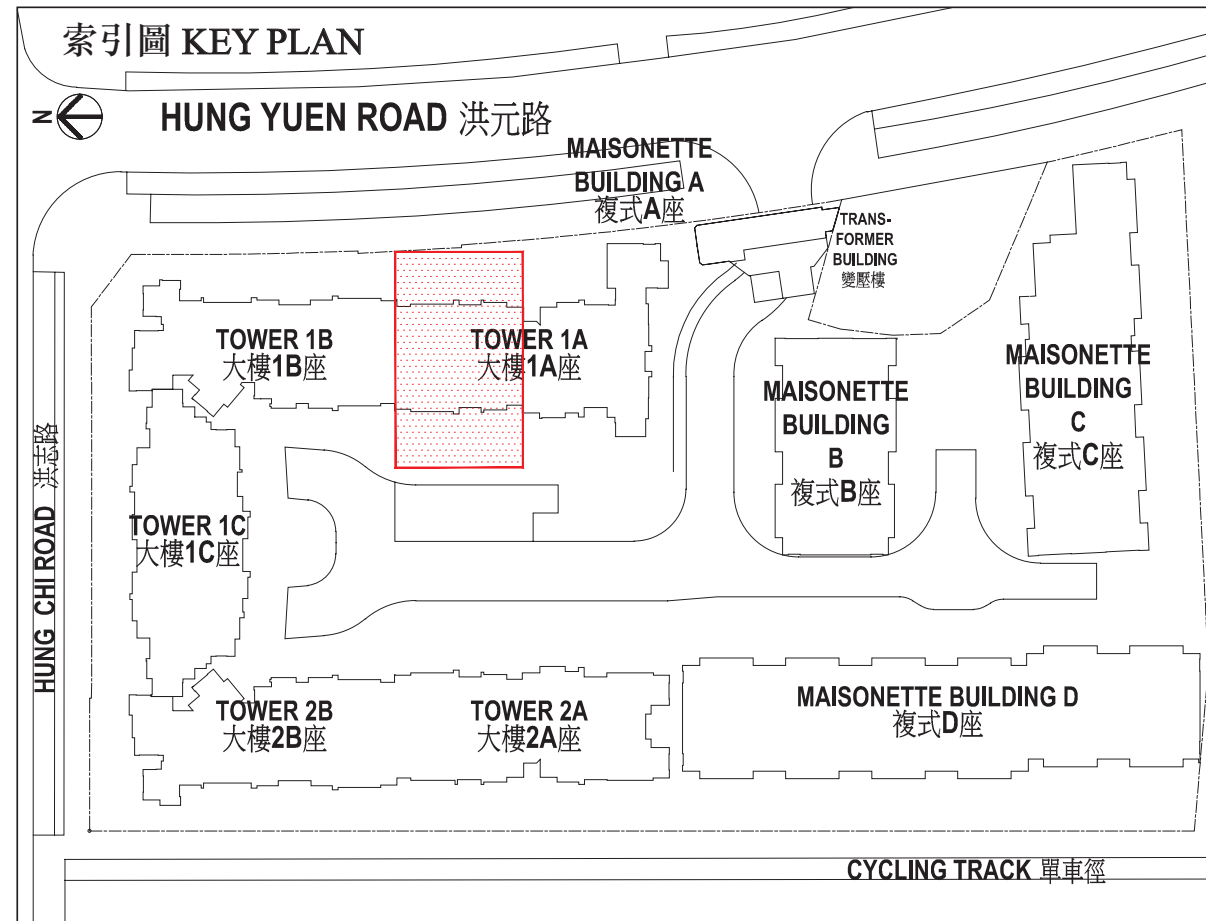 索引圖 KEY PLAN
N
HUNG YUEN ROAD 洪元路
MAISONETTE
BUILDING A
複式A座
TRANS-
FORMER
BUILDING
變壓樓
TOWER 1B
大樓1B座
TOWER 1A
大樓1A座
MAISONETTE
BUILDING
B
複式B座
MAISONETTE
BUILDING
C
複式C座
HUNG CHI ROAD 洪志路
TOWER 1C
大樓1C座
TOWER 2B
大樓2B座
TOWER 2A
大樓2A座
MAISONETTE BUILDING D
複式D座
CYCLING TRACK 單車徑